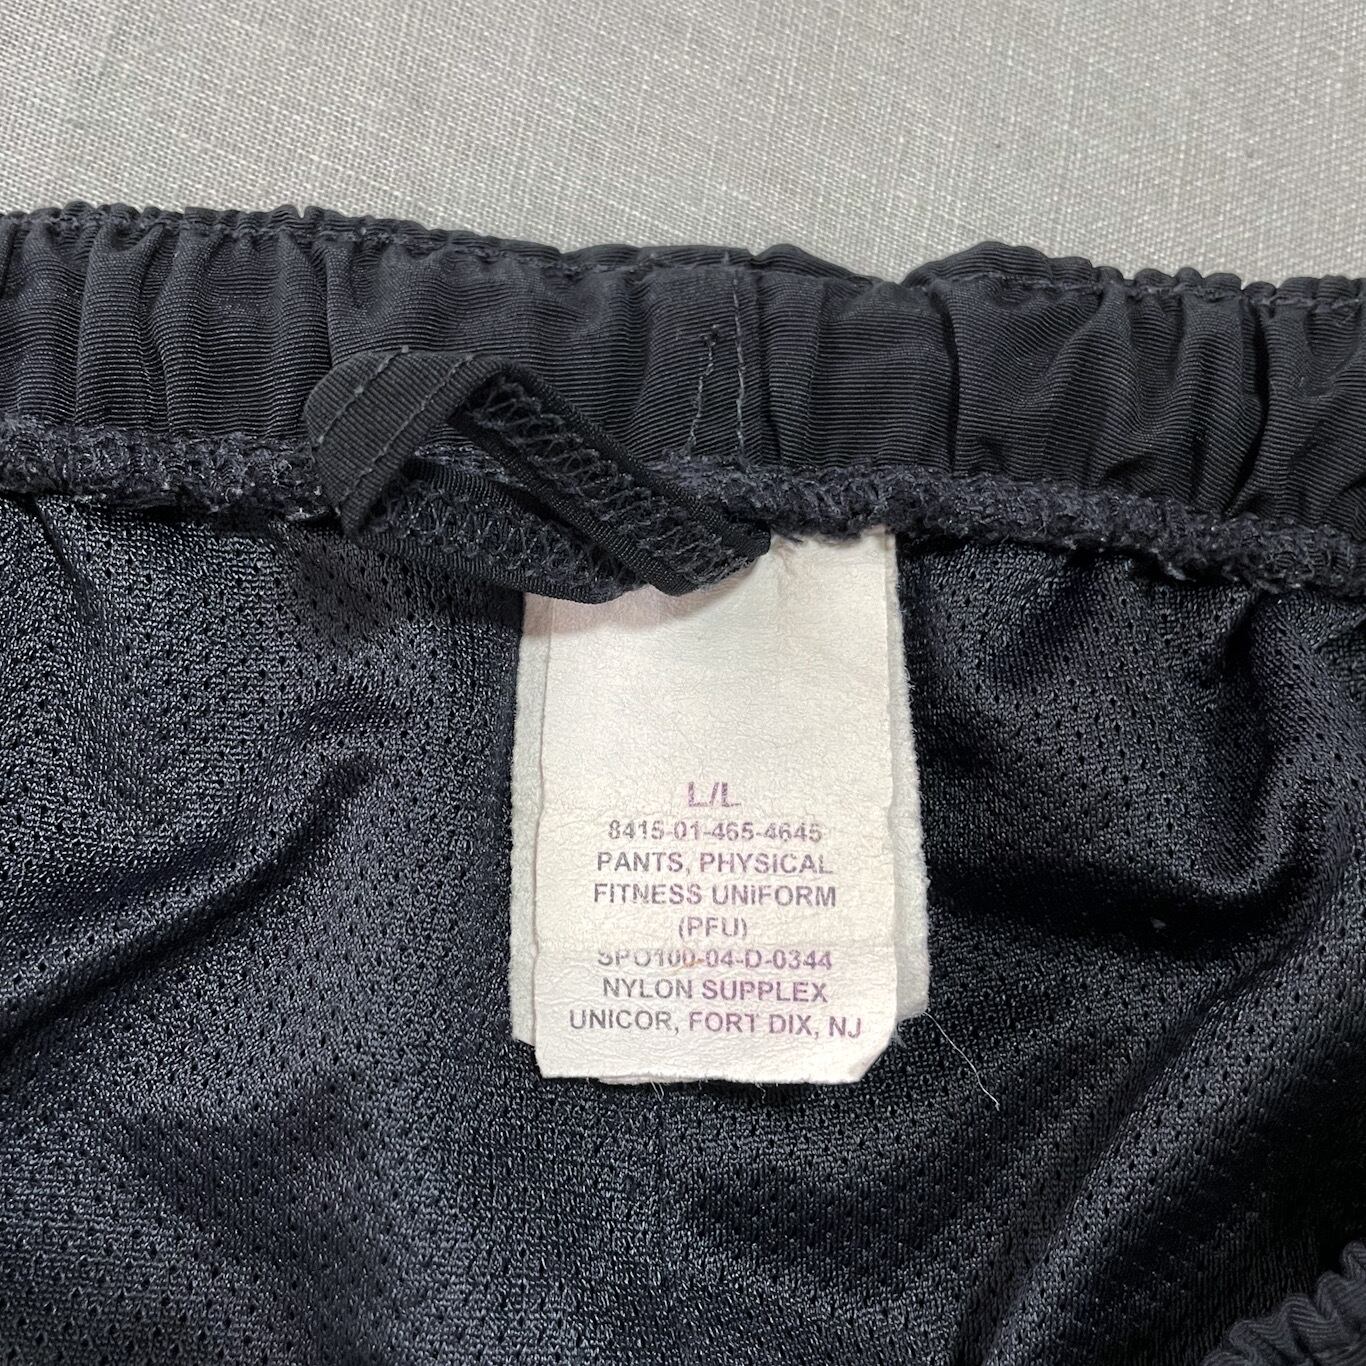 L/L
8415-01-465-4645
PANTS, PHYSICAL
FITNESS UNIFORM
(PFU)
SPO100-04-D-0344
NYLON SUPPLEX
UNICOR, FORT DIX, NJ